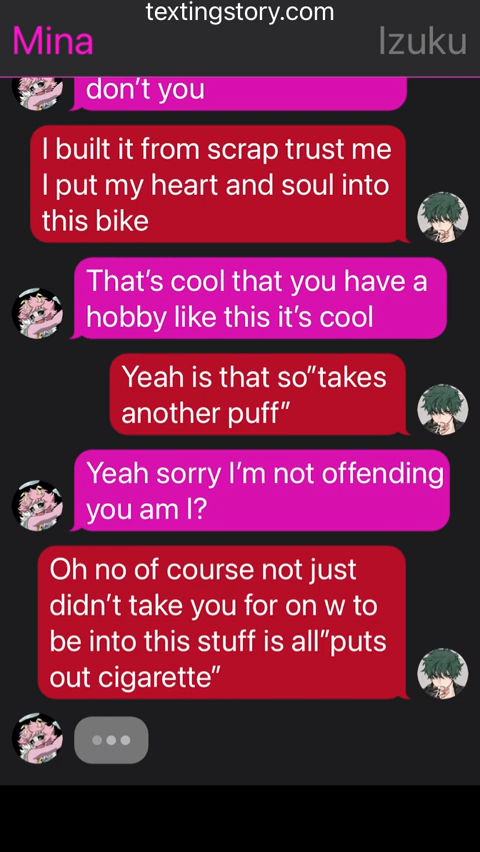 textingstory.com
Mina
Izuku
don't you
I built it from scrap trust me
I put my heart and soul into
this bike
That's cool that you have a
hobby like this it's cool
Yeah is that so"takes
another puff"
Yeah sorry I'm not offending
you am I?
Oh no of course not just
didn't take you for on w to
be into this stuff is all"puts
out cigarette"